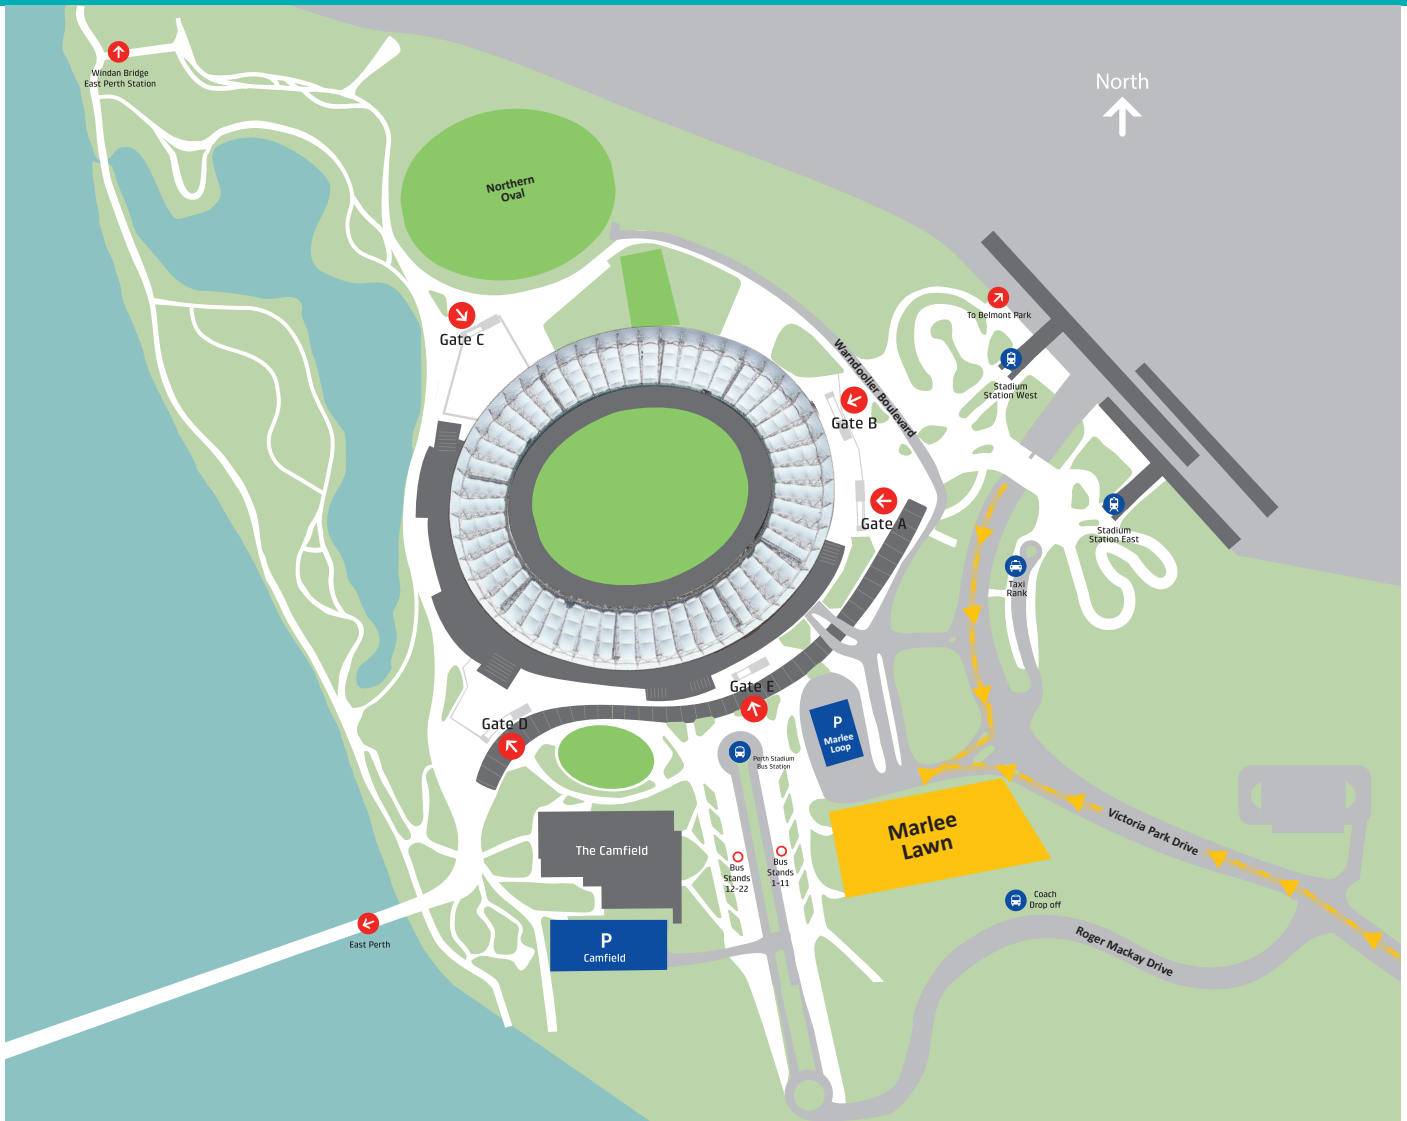 North
Windan Bridge
East Perth Station
Northern
Oval
To Belmont Park
Gate C
Warndoolier Boulevard
Stadium
Station West
Gate B
Gate A
Stadium
Station East
Taxi
Rank
Gate E
Gate D
P
Marlee
Loop
Perth Stadium
Bus Station
Marlee
Lawn
Victoria Park Drive
The Camfield
Bus
Stands
12-22
Bus
Stands
1-11
Coach
Drop off
East Perth
P
Camfield
Roger Mackay Drive